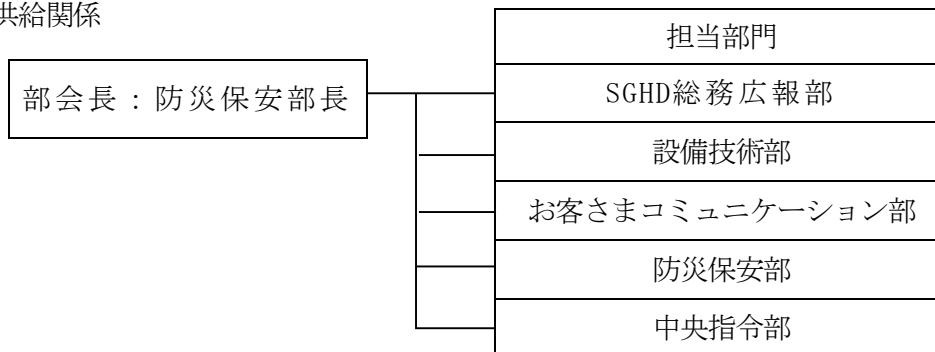 供給関係
担当部門
部会長：防災保安部長
SGHD総務広報部
設備技術部
お客さまコミュニケーション部
防災保安部
中央指令部